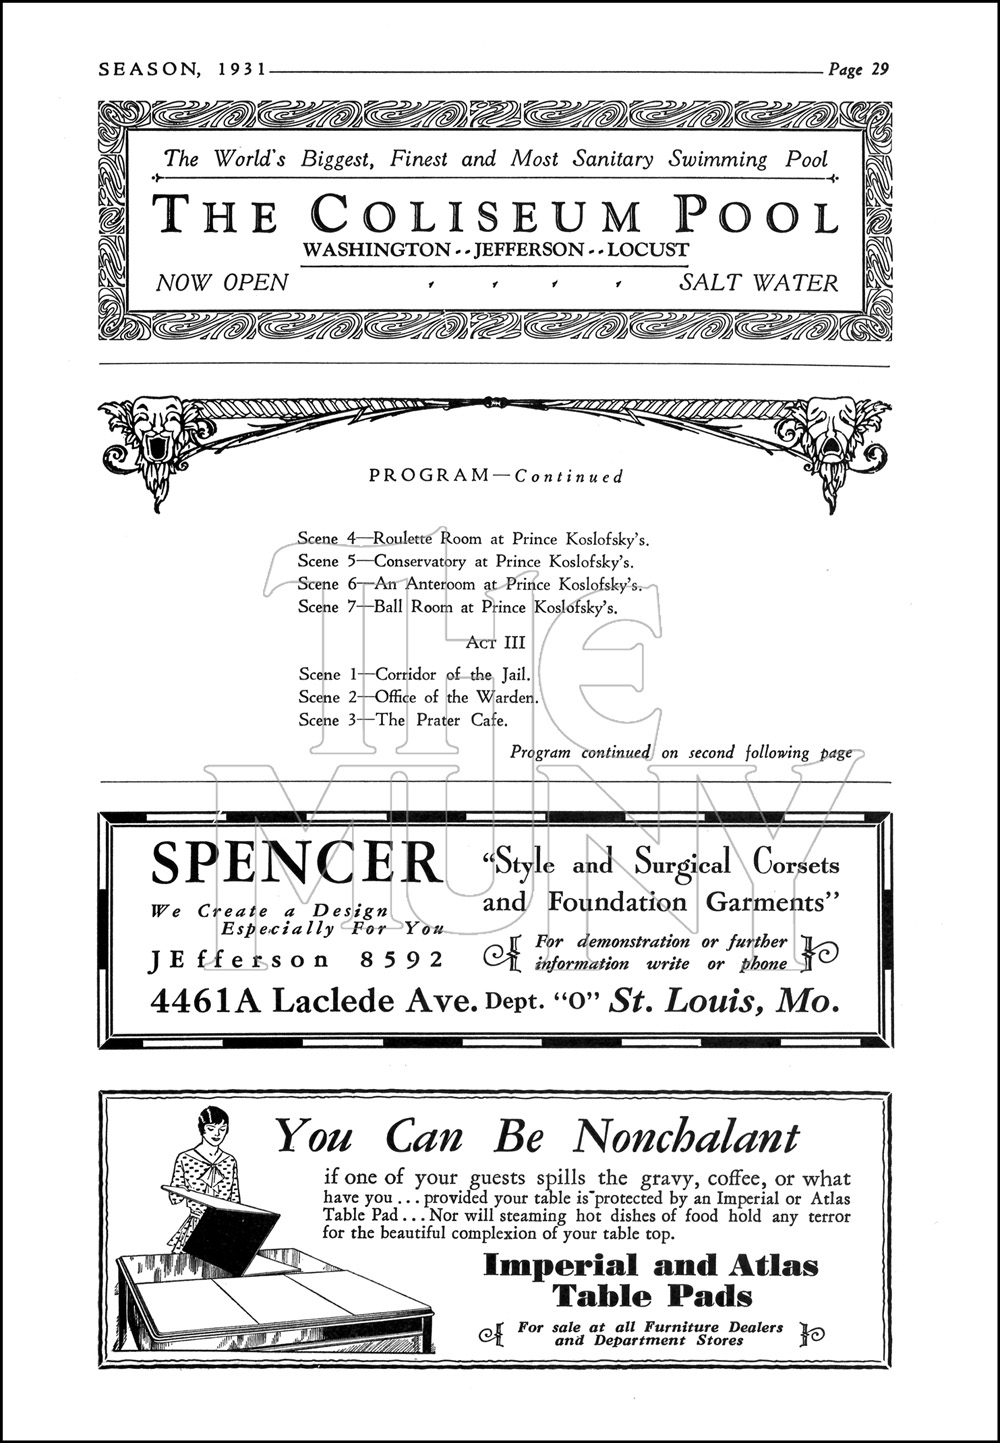 SEASON, 1931 Page 29
The World's Biggest, Finest and Most Sanitary Swimming Pool
THE COLISEUM POOL
WASHINGTON - - JEFFERSON - - LOCUST
NOW OPEN SALT WATER
PROGRAM—Continued
Scene 4—Roulette Room at Prince Koslofsky's.
Scene 5—Conservatory at Prince Koslofsky's.
Scene 6—An Anteroom at Prince Koslofsky's.
Scene 7—Ball Room at Prince Koslofsky's.
ACT III
Scene 1—Corridor of the Jail.
Scene 2—Office of the Warden.
Scene 3—The Prater Cafe.
Program continued on second following page
THE
MUNY
SPENCER
We Create a Design
Especially For You
JEfferson 8592
"Style and Surgical Corsets
and Foundation Garments"
For demonstration or further
information write or phone
4461A Laclede Ave. Dept. "O" St. Louis, Mo.
You Can Be Nonchalant
if one of your guests spills the gravy, coffee, or what
have you . . . provided your table is protected by an Imperial or Atlas
Table Pad . . . Nor will steaming hot dishes of food hold any terror
for the beautiful complexion of your table top.
Imperial and Atlas
Table Pads
For sale at all Furniture Dealers
and Department Stores